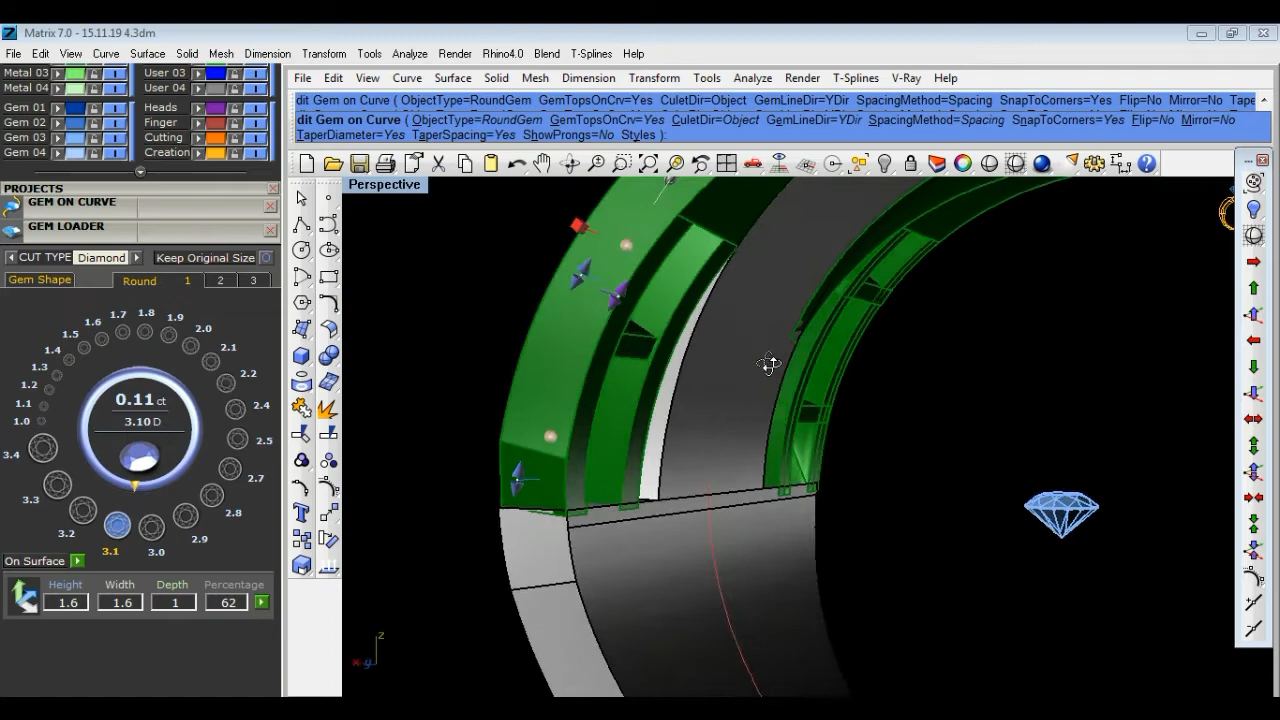 Matrix 7.0 - 15.11.19 4.3dm
File Edit View Curve Surface Solid Mesh Dimension Transform Tools Analyze Render Rhino4.0 Blend T-Splines Help
Metal 03 User 03
Metal 04 User 04
Gem 01 Heads
Gem 02 Finger
Gem 03 Cutting
Gem 04 Creation
File Edit View Curve Surface Solid Mesh Dimension Transform Tools Analyze Render T-Splines V-Ray Help
dit Gem on Curve ( ObjectType=RoundGem GemTopsOnCrv=Yes CuletDir=Object GemLineDir=YDir SpacingMethod=Spacing SnapToCorners=Yes Flip=No Mirror=No Tape
dit Gem on Curve ( ObjectType=RoundGem GemTopsOnCrv=Yes CuletDir=Object GemLineDir=YDir SpacingMethod=Spacing SnapToCorners=Yes Flip=No Mirror=No
TaperDiameter=Yes TaperSpacing=Yes ShowProngs=No Styles ):
PROJECTS
GEM ON CURVE
GEM LOADER
CUT TYPE Diamond Keep Original Size
Gem Shape Round 1 2 3
1.0
1.1
1.2
1.3
1.4
1.5
1.6
1.7
1.8
1.9
2.0
2.1
2.2
2.4
2.5
2.7
2.8
2.9
3.0
3.1
3.2
3.3
3.4
0.11 ct
3.10 D
On Surface
Height Width Depth Percentage
1.6 1.6 1 62
Perspective
z
x
y